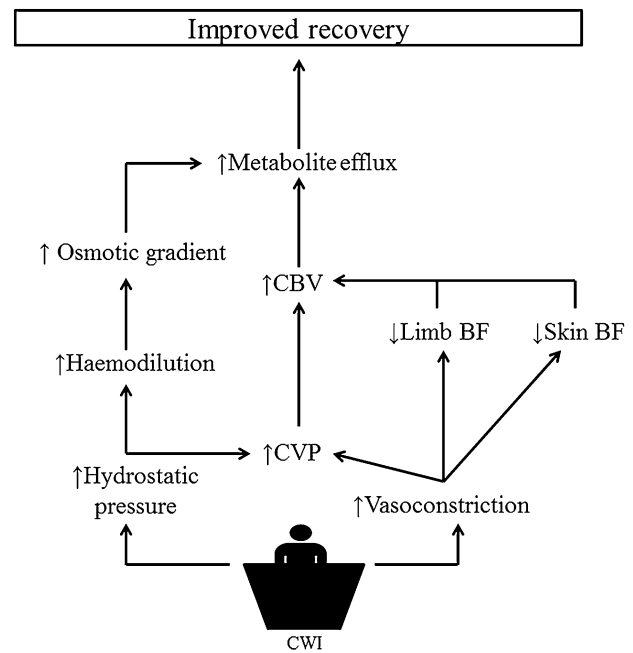 Improved recovery
↑Metabolite efflux
↑ Osmotic gradient
↑CBV
↓Limb BF
↓Skin BF
↑Haemodilution
↑CVP
↑Hydrostatic
pressure
↑Vasoconstriction
CWI